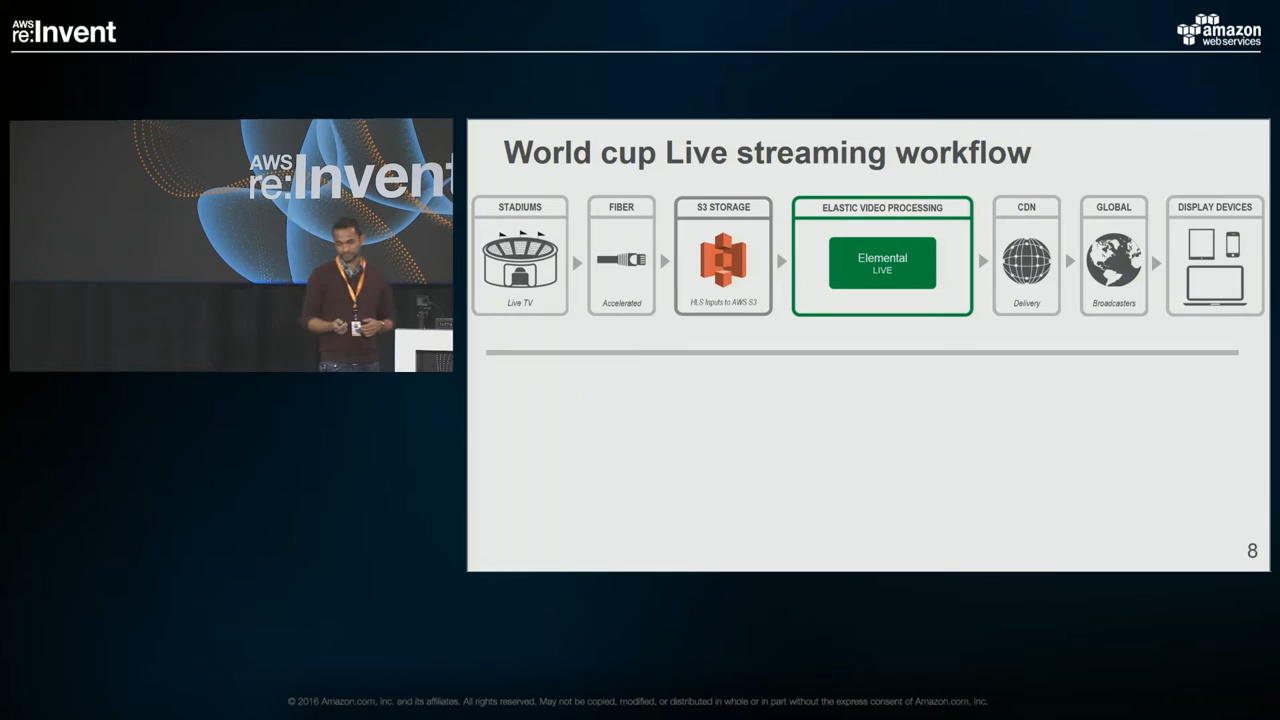 AWS
re:Invent
amazon
web services
AWS
re:Invent
World cup Live streaming workflow
STADIUMS
Live TV
FIBER
Accelerated
S3 STORAGE
HLS Inputs to AWS S3
ELASTIC VIDEO PROCESSING
Elemental
LIVE
CDN
Delivery
GLOBAL
Broadcasters
DISPLAY DEVICES
8
© 2016 Amazon.com, Inc. and its affiliates. All rights reserved. May not be copied, modified, or distributed in whole or in part without the express consent of Amazon.com, Inc.